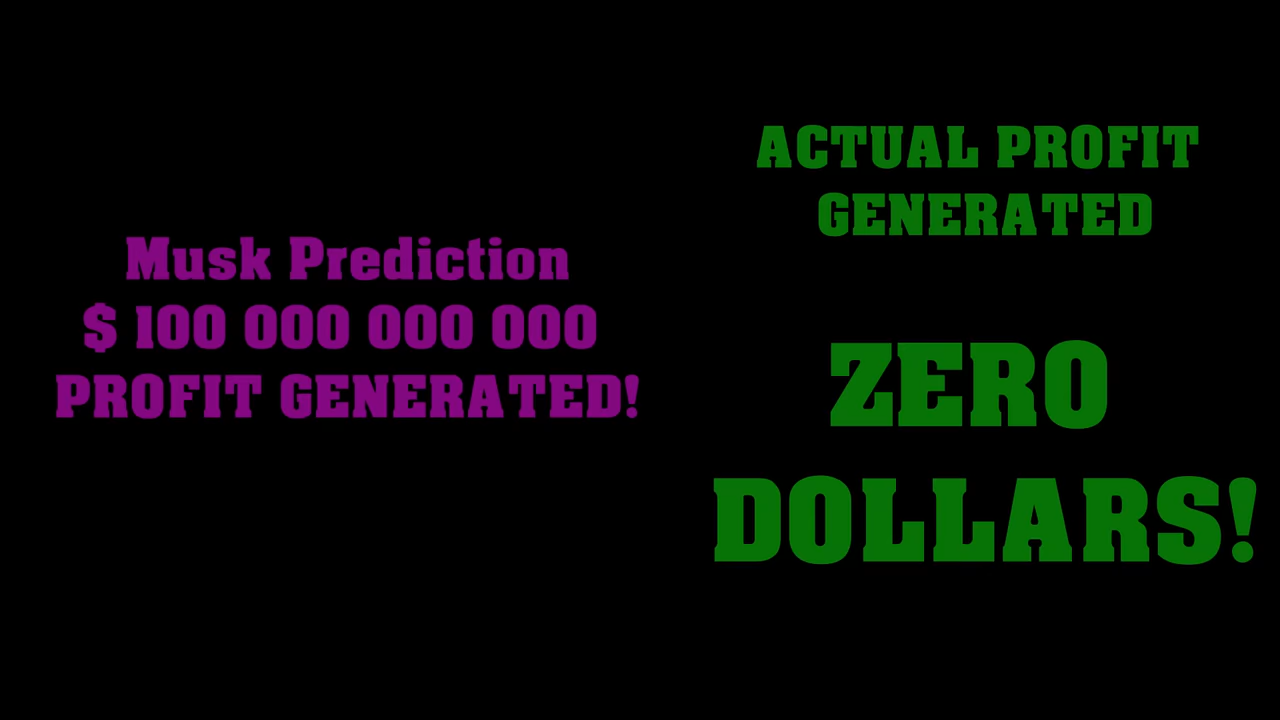 Musk Prediction
$ 100 000 000 000
PROFIT GENERATED!
ACTUAL PROFIT
GENERATED
ZERO
DOLLARS!